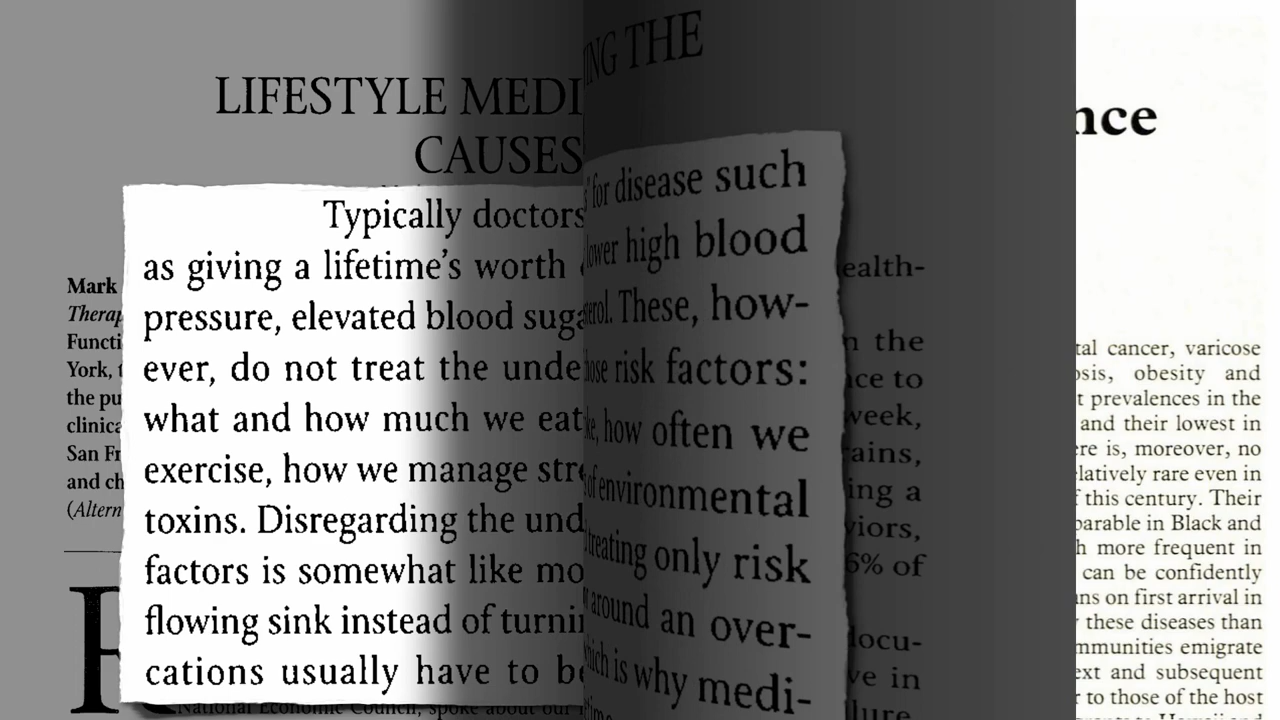 LIFESTYLE MEDI
ING THE
CAUSES
Typically doctors
for disease such
as giving a lifetime's worth
lower high blood
pressure, elevated blood suga
These, how-
ever, do not treat the unde
those risk factors:
what and how much we eat
how often we
exercise, how we manage stre
of environmental
toxins. Disregarding the und
treating only risk
factors is somewhat like mo
around an over-
flowing sink instead of turni
which is why medi-
cations usually have to be
Mark
Therap
Functi
York,
the pu
clinica
San Fr
and ch
(Altern
National Economic Council, spoke about our
ealth-
n the
ce to
week,
ains,
ing a
viors,
6% of
locu-
ve in
lure
nce
tal cancer, varicose
osis, obesity and
t prevalences in the
and their lowest in
re is, moreover, no
latively rare even in
f this century. Their
parable in Black and
h more frequent in
can be confidently
ns on first arrival in
these diseases than
mmunities emigrate
ext and subsequent
r to those of the host